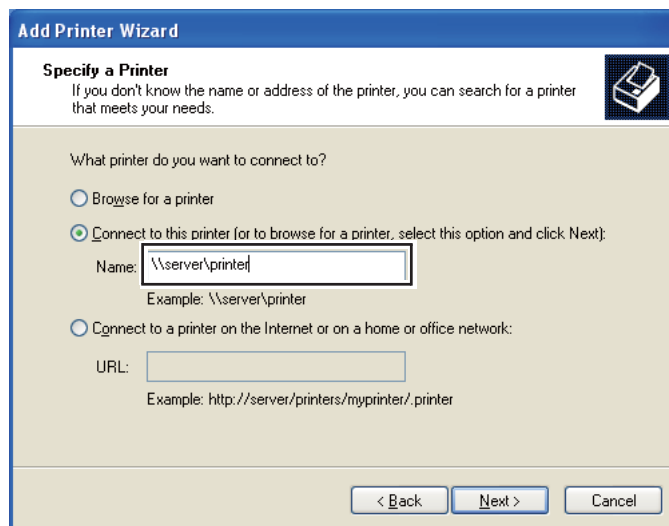 Add Printer Wizard
Specify a Printer
If you don't know the name or address of the printer, you can search for a printer
that meets your needs.
What printer do you want to connect to?
Browse for a printer
Connect to this printer (or to browse for a printer, select this option and click Next):
Name: \\server\printer
Example: \\server\printer
Connect to a printer on the Internet or on a home or office network:
URL:
Example: http://server/printers/myprinter/.printer
< Back
Next >
Cancel